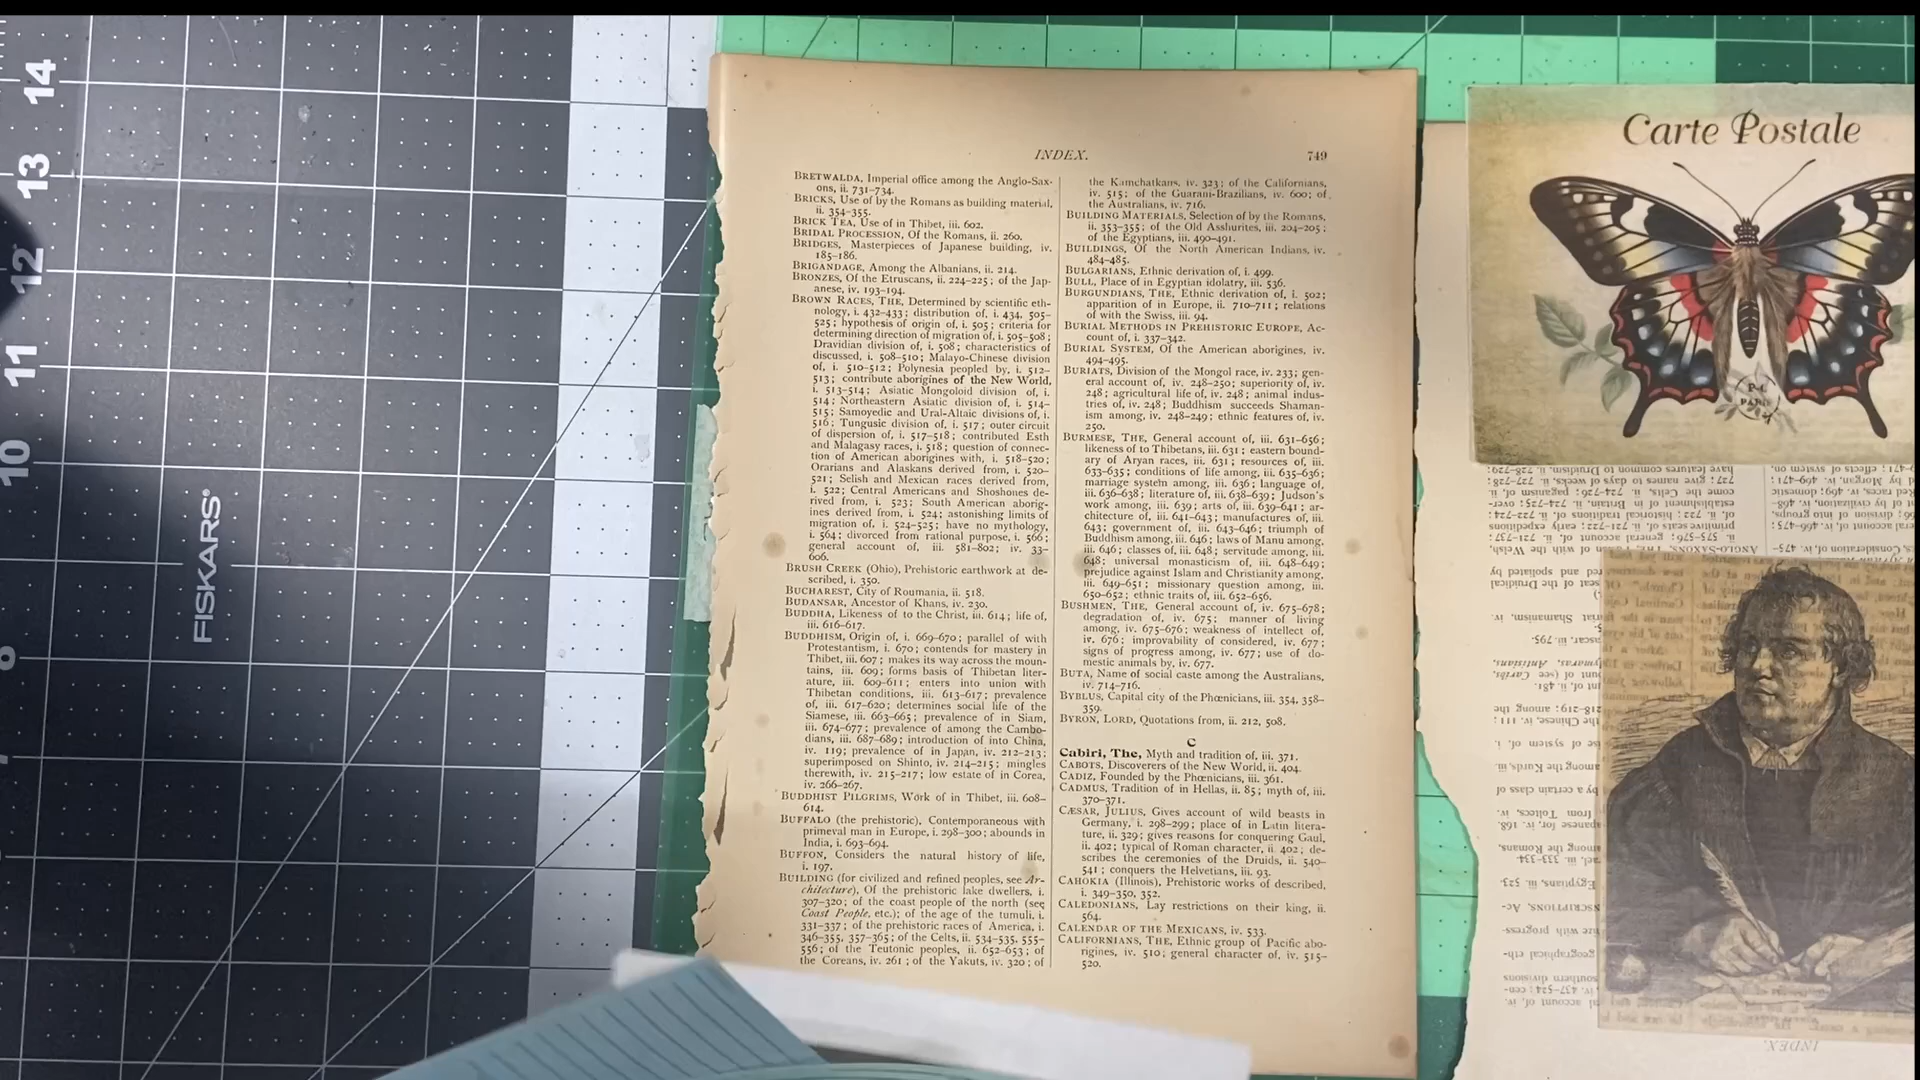 14
13
12
11
10
8
FISKARS®
INDEX.
749
BRETWALDA, Imperial office among the Anglo-Sax-
ons, ii. 731-734.
BRICKS, Use of by the Romans as building material,
ii. 354-355.
BRICK TEA, Use of in Thibet, iii. 602.
BRIDAL PROCESSION, Of the Romans, ii. 260.
BRIDGES, Masterpieces of Japanese building, iv.
185-186.
BRIGANDAGE, Among the Albanians, ii. 214.
BRONZES, Of the Etruscans, ii. 224-225; of the Jap-
anese, iv. 193-194.
BROWN RACES, THE, Determined by scientific eth-
nology, i. 432-433; distribution of, i. 434, 505-
525; hypothesis of origin of, i. 505; criteria for
determining direction of migration of, i. 505-508;
Dravidian division of, i. 508; characteristics of
discussed, i. 508-510; Malayo-Chinese division
of, i. 510-512; Polynesia peopled by, i. 512-
513; contribute aborigines of the New World,
i. 513-514; Asiatic Mongoloid division of, i.
514; Northeastern Asiatic division of, i. 514-
515; Samoyedic and Ural-Altaic divisions of, i.
516; Tungusic division of, i. 517; outer circuit
of dispersion of, i. 517-518; contributed Esth
and Malagasy races, i. 518; question of connec-
tion of American aborigines with, i. 518-520;
Orarians and Alaskans derived from, i. 520-
521; Selish and Mexican races derived from,
i. 522; Central Americans and Shoshones de-
rived from, i. 523; South American aborig-
ines derived from, i. 524; astonishing limits of
migration of, i. 524-525; have no mythology,
i. 564; divorced from rational purpose, i. 566;
general account of, iii. 581-802; iv. 33-
606.
BRUSH CREEK (Ohio), Prehistoric earthwork at de-
scribed, i. 350.
BUCHAREST, City of Roumania, ii. 518.
BUDANSAR, Ancestor of Khans, iv. 230.
BUDDHA, Likeness of to the Christ, iii. 614; life of,
iii. 616-617.
BUDDHISM, Origin of, i. 669-670; parallel of with
Protestantism, i. 670; contends for mastery in
Thibet, iii. 607; makes its way across the moun-
tains, iii. 609; forms basis of Thibetan liter-
ature, iii. 609-611; enters into union with
Thibetan conditions, iii. 613-617; prevalence
of, iii. 617-620; determines social life of the
Siamese, iii. 663-665; prevalence of in Siam,
iii. 674-677; prevalence of among the Cambo-
dians, iii. 687-689; introduction of into China,
iv. 119; prevalence of in Japan, iv. 212-213;
superimposed on Shinto, iv. 214-215; mingles
therewith, iv. 215-217; low estate of in Corea,
iv. 266-267.
BUDDHIST PILGRIMS, Work of in Thibet, iii. 608-
614.
BUFFALO (the prehistoric), Contemporaneous with
primeval man in Europe, i. 298-300; abounds in
India, i. 693-694.
BUFFON, Considers the natural history of life,
i. 197.
BUILDING (for civilized and refined peoples, see Ar-
chitecture), Of the prehistoric lake dwellers, i.
307-320; of the coast people of the north (see
Coast People, etc.); of the age of the tumuli, i.
331-337; of the prehistoric races of America, i.
346-355, 357-365; of the Celts, ii. 534-535, 555-
556; of the Teutonic peoples, ii. 652-653; of
the Coreans, iv. 261; of the Yakuts, iv. 320; of
the Kamchatkans, iv. 323; of the Californians,
iv. 515; of the Guarani-Brazilians, iv. 600; of
the Australians, iv. 716.
BUILDING MATERIALS, Selection of by the Romans,
ii. 353-355; of the Old Asshurites, iii. 204-205;
of the Egyptians, iii. 490-491.
BUILDINGS, Of the North American Indians, iv.
484-485.
BULGARIANS, Ethnic derivation of, i. 499.
BULL, Place of in Egyptian idolatry, iii. 536.
BURGUNDIANS, THE, Ethnic derivation of, i. 502;
apparition of in Europe, ii. 710-711; relations
of with the Swiss, iii. 94.
BURIAL METHODS IN PREHISTORIC EUROPE, Ac-
count of, i. 337-342.
BURIAL SYSTEM, Of the American aborigines, iv.
494-495.
BURIATS, Division of the Mongol race, iv. 233; gen-
eral account of, iv. 248-250; superiority of, iv.
248; agricultural life of, iv. 248; animal indus-
tries of, iv. 248; Buddhism succeeds Shaman-
ism among, iv. 248-249; ethnic features of, iv.
250.
BURMESE, THE, General account of, iii. 631-656;
likeness of to Thibetans, iii. 631; eastern bound-
ary of Aryan races, iii. 631; resources of, iii.
633-635; conditions of life among, iii. 635-636;
marriage system among, iii. 636; language of,
iii. 636-638; literature of, iii. 638-639; Judson's
work among, iii. 639; arts of, iii. 639-641; ar-
chitecture of, iii. 641-643; manufactures of, iii.
643; government of, iii. 643-646; triumph of
Buddhism among, iii. 646; laws of Manu among,
iii. 646; classes of, iii. 648; servitude among, iii.
648; universal monasticism of, iii. 648-649;
prejudice against Islam and Christianity among,
iii. 649-651; missionary question among, iii.
650-652; ethnic traits of, iii. 652-656.
BUSHMEN, THE, General account of, iv. 675-678;
degradation of, iv. 675; manner of living
among, iv. 675-676; weakness of intellect of,
iv. 676; improvability of considered, iv. 677;
signs of progress among, iv. 677; use of do-
mestic animals by, iv. 677.
BUTA, Name of social caste among the Australians,
iv. 714-716.
BYBLUS, Capital city of the Phœnicians, iii. 354, 358-
359.
BYRON, LORD, Quotations from, ii. 212, 508.
C
Cabiri, The, Myth and tradition of, iii. 371.
CABOTS, Discoverers of the New World, ii. 404.
CADIZ, Founded by the Phœnicians, iii. 361.
CADMUS, Tradition of in Hellas, ii. 85; myth of, iii.
370-371.
CÆSAR, JULIUS, Gives account of wild beasts in
Germany, i. 298-299; place of in Latin litera-
ture, ii. 329; gives reasons for conquering Gaul,
ii. 402; typical of Roman character, ii 402; de-
scribes the ceremonies of the Druids, ii. 540-
541; conquers the Helvetians, iii. 93.
CAHOKIA (Illinois), Prehistoric works of described,
i. 349-350, 352.
CALEDONIANS, Lay restrictions on their king, ii.
564.
CALENDAR OF THE MEXICANS, iv. 533.
CALIFORNIANS, THE, Ethnic group of Pacific abo-
rigines, iv. 510; general character of, iv. 515-
520.
Carte Postale
PARIS
INDEX.